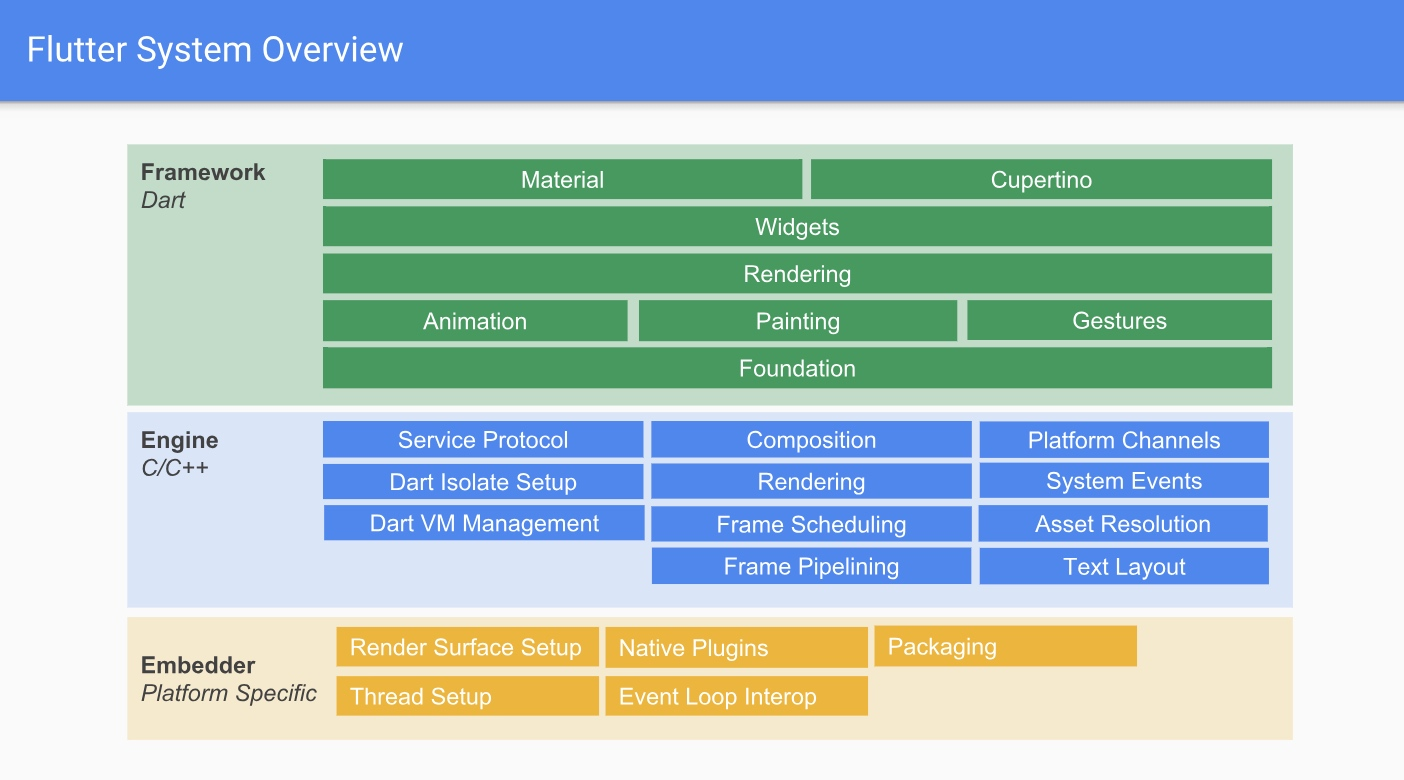 Flutter System Overview
Framework
Dart
Material
Cupertino
Widgets
Rendering
Animation
Painting
Gestures
Foundation
Engine
C/C++
Service Protocol
Composition
Platform Channels
Dart Isolate Setup
Rendering
System Events
Dart VM Management
Frame Scheduling
Asset Resolution
Frame Pipelining
Text Layout
Embedder
Platform Specific
Render Surface Setup
Native Plugins
Packaging
Thread Setup
Event Loop Interop